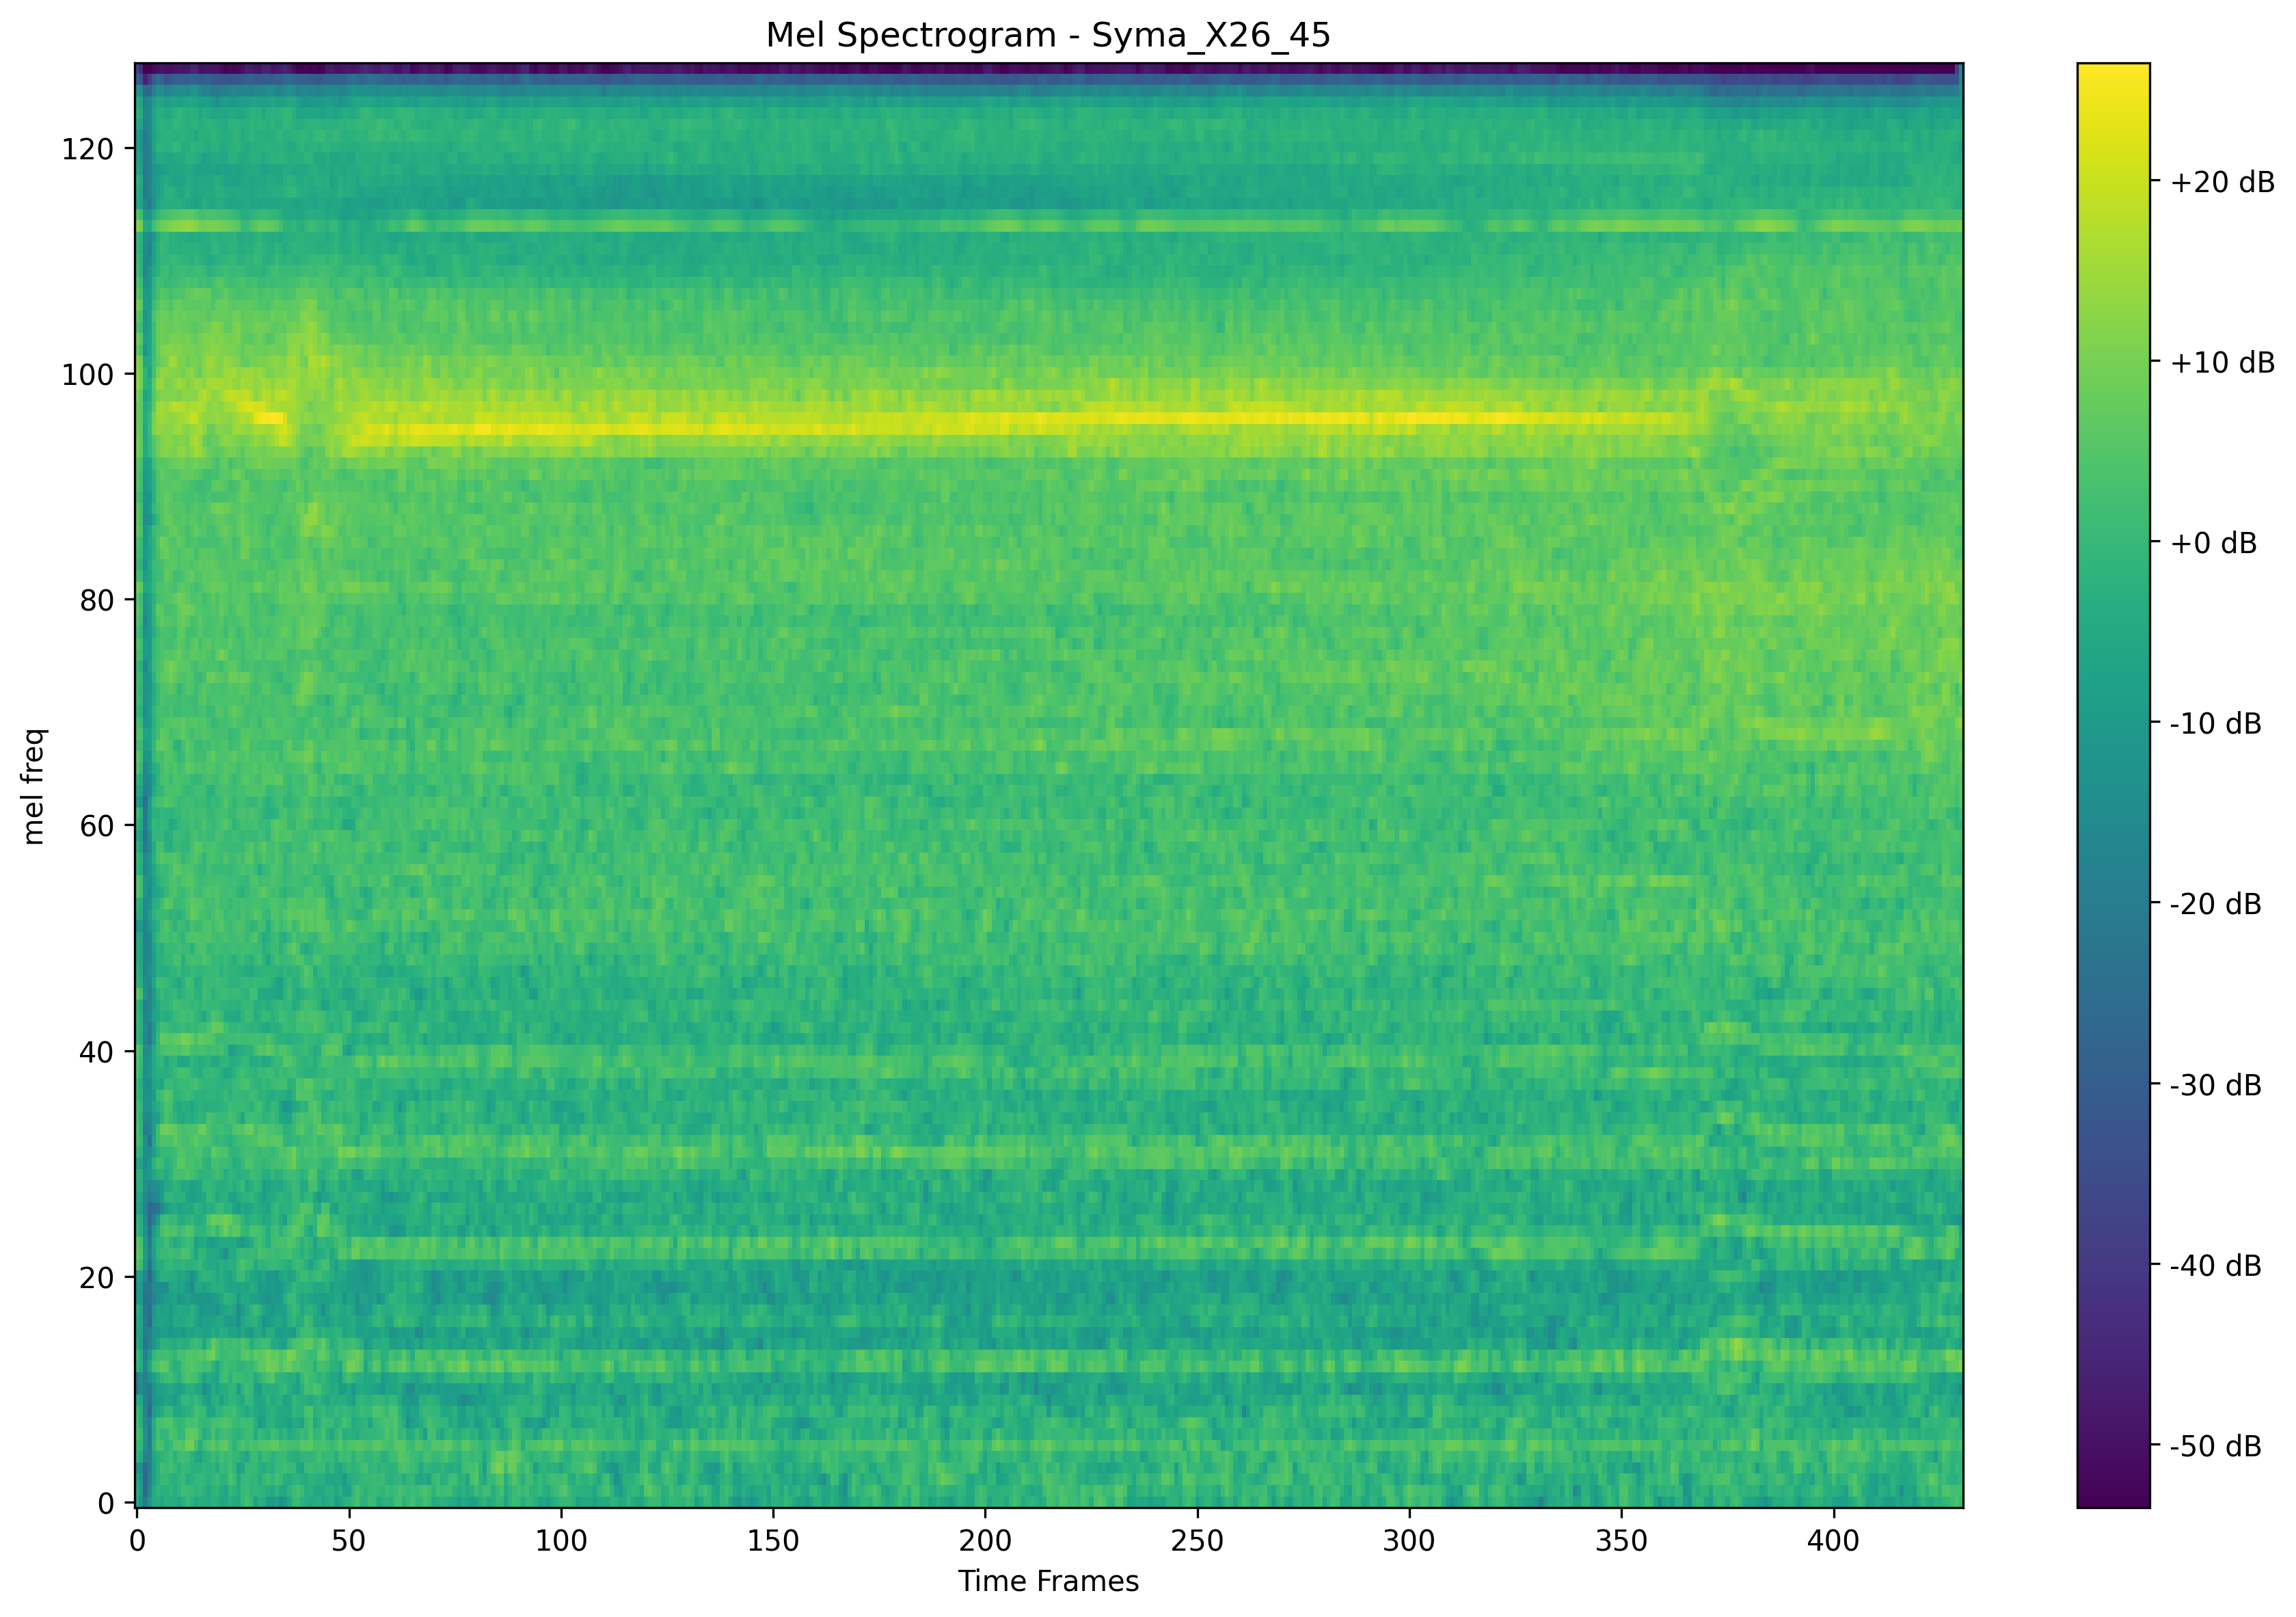 Mel Spectrogram - Syma_X26_45
120
100
80
60
40
20
0
mel freq
0 50 100 150 200 250 300 350 400
Time Frames
+20 dB
+10 dB
+0 dB
-10 dB
-20 dB
-30 dB
-40 dB
-50 dB